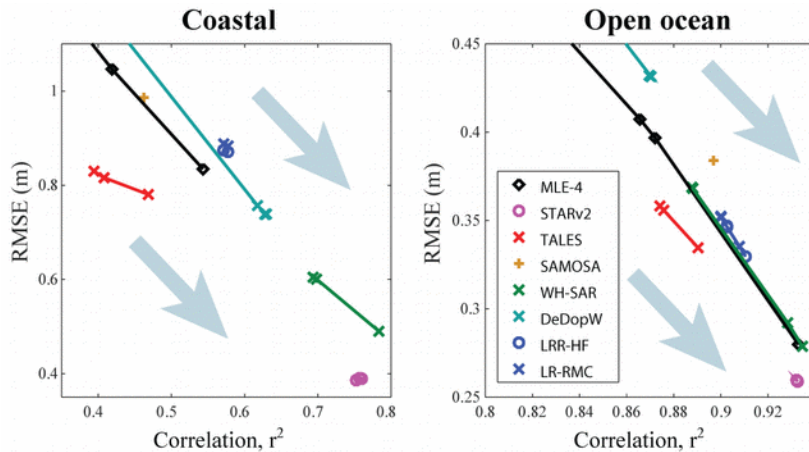 Coastal
Open ocean
RMSE (m)
1
0.8
0.6
0.4
0.4
0.5
0.6
0.7
0.8
Correlation, r²
RMSE (m)
0.45
0.4
0.35
0.3
0.25
0.8
0.82
0.84
0.86
0.88
0.9
0.92
Correlation, r²
MLE-4
STARv2
TALES
SAMOSA
WH-SAR
DeDopW
LRR-HF
LR-RMC